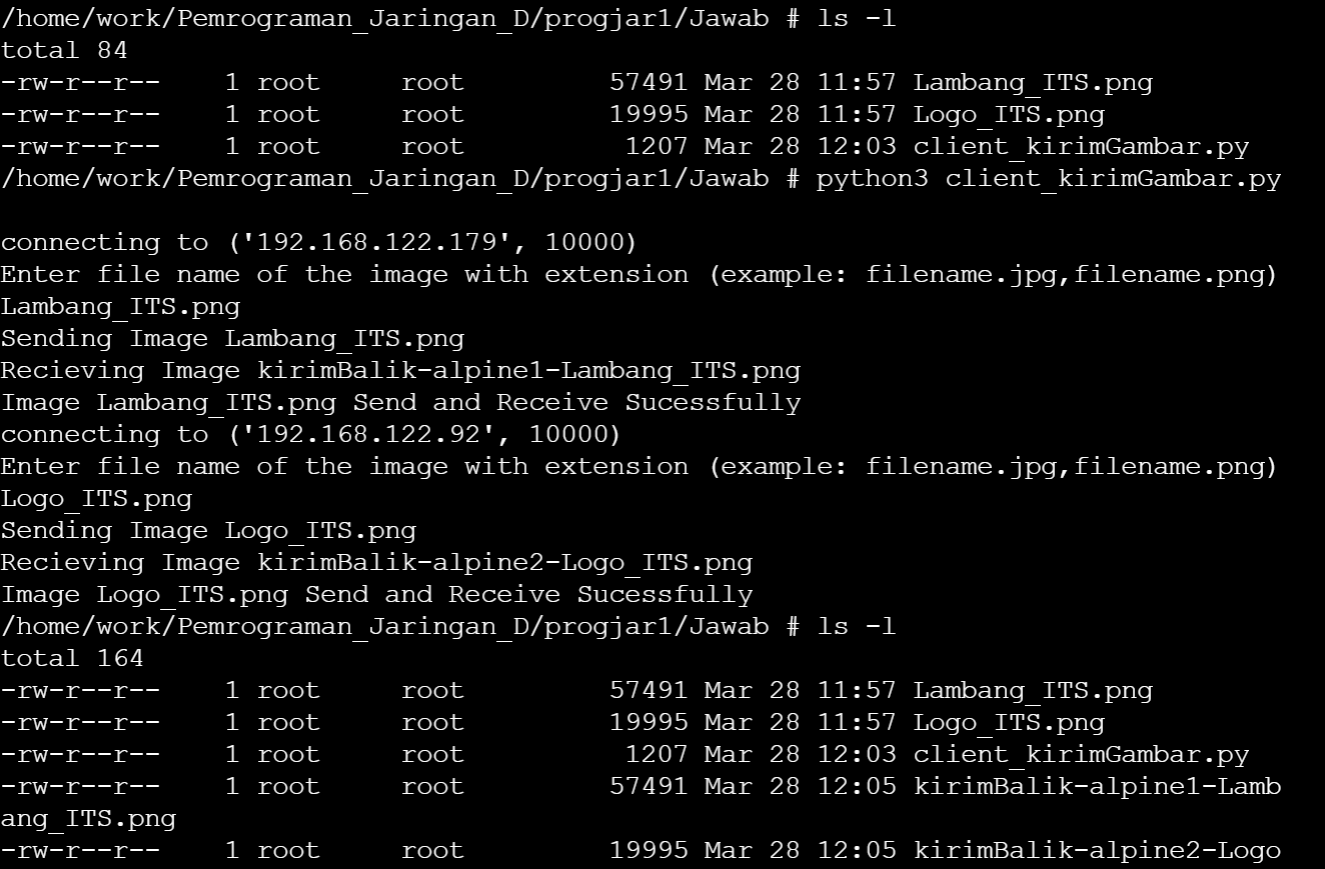 /home/work/Pemrograman_Jaringan_D/progjar1/Jawab # ls -l
total 84
-rw-r--r--    1 root     root         57491 Mar 28 11:57 Lambang_ITS.png
-rw-r--r--    1 root     root         19995 Mar 28 11:57 Logo_ITS.png
-rw-r--r--    1 root     root          1207 Mar 28 12:03 client_kirimGambar.py
/home/work/Pemrograman_Jaringan_D/progjar1/Jawab # python3 client_kirimGambar.py
connecting to ('192.168.122.179', 10000)
Enter file name of the image with extension (example: filename.jpg,filename.png)
Lambang_ITS.png
Sending Image Lambang_ITS.png
Recieving Image kirimBalik-alpine1-Lambang_ITS.png
Image Lambang_ITS.png Send and Receive Sucessfully
connecting to ('192.168.122.92', 10000)
Enter file name of the image with extension (example: filename.jpg,filename.png)
Logo_ITS.png
Sending Image Logo_ITS.png
Recieving Image kirimBalik-alpine2-Logo_ITS.png
Image Logo_ITS.png Send and Receive Sucessfully
/home/work/Pemrograman_Jaringan_D/progjar1/Jawab # ls -l
total 164
-rw-r--r--    1 root     root         57491 Mar 28 11:57 Lambang_ITS.png
-rw-r--r--    1 root     root         19995 Mar 28 11:57 Logo_ITS.png
-rw-r--r--    1 root     root          1207 Mar 28 12:03 client_kirimGambar.py
-rw-r--r--    1 root     root         57491 Mar 28 12:05 kirimBalik-alpine1-Lamb
ang_ITS.png
-rw-r--r--    1 root     root         19995 Mar 28 12:05 kirimBalik-alpine2-Logo